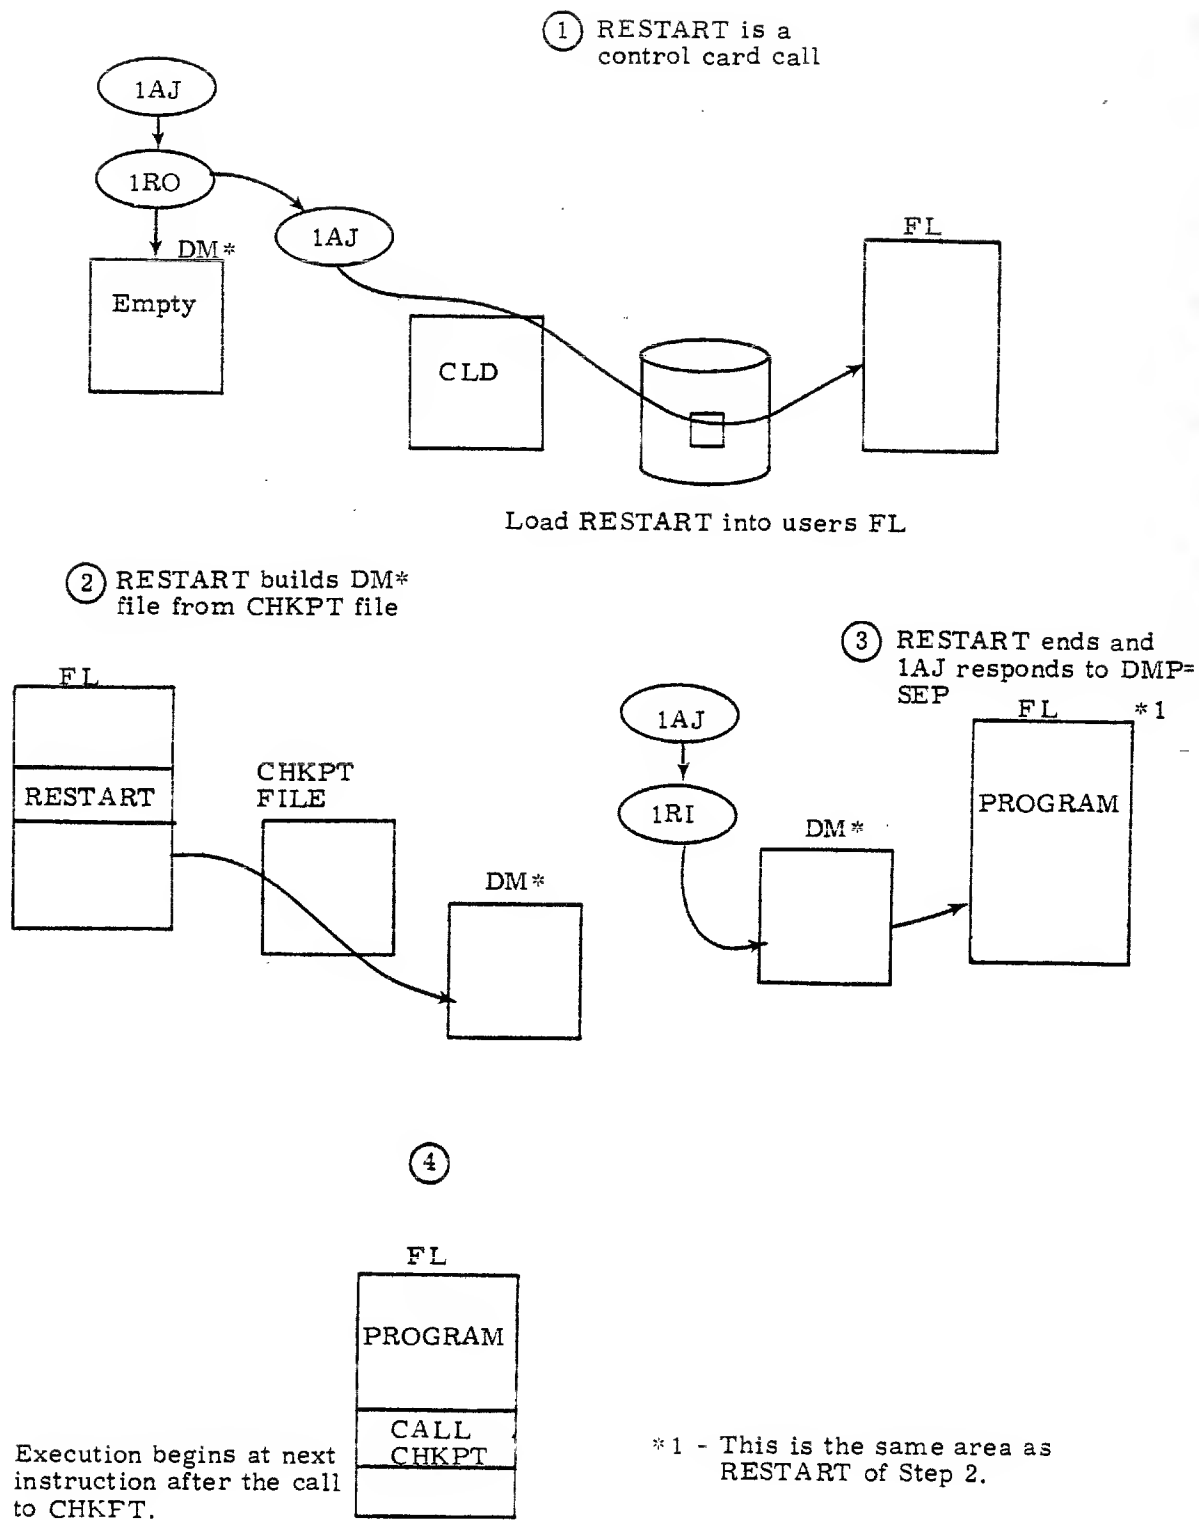 1 RESTART is a
control card call
1AJ
1RO
1AJ
DM*
FL
Empty
CLD
Load RESTART into users FL
2 RESTART builds DM*
file from CHKPT file
3 RESTART ends and
1AJ responds to DMP=
SEP
FL
RESTART
CHKPT
FILE
DM*
1AJ
1RI
DM*
FL *1
PROGRAM
4
FL
PROGRAM
CALL
CHKPT
Execution begins at next
instruction after the call
to CHKFT.
*1 - This is the same area as
RESTART of Step 2.